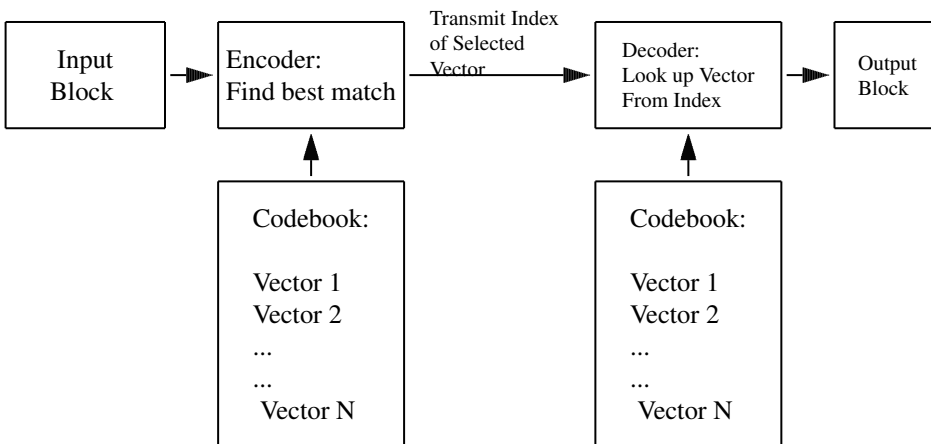 Input
Block
Encoder:
Find best match
Transmit Index
of Selected
Vector
Decoder:
Look up Vector
From Index
Output
Block
Codebook:
Vector 1
Vector 2
...
...
Vector N
Codebook:
Vector 1
Vector 2
...
...
Vector N